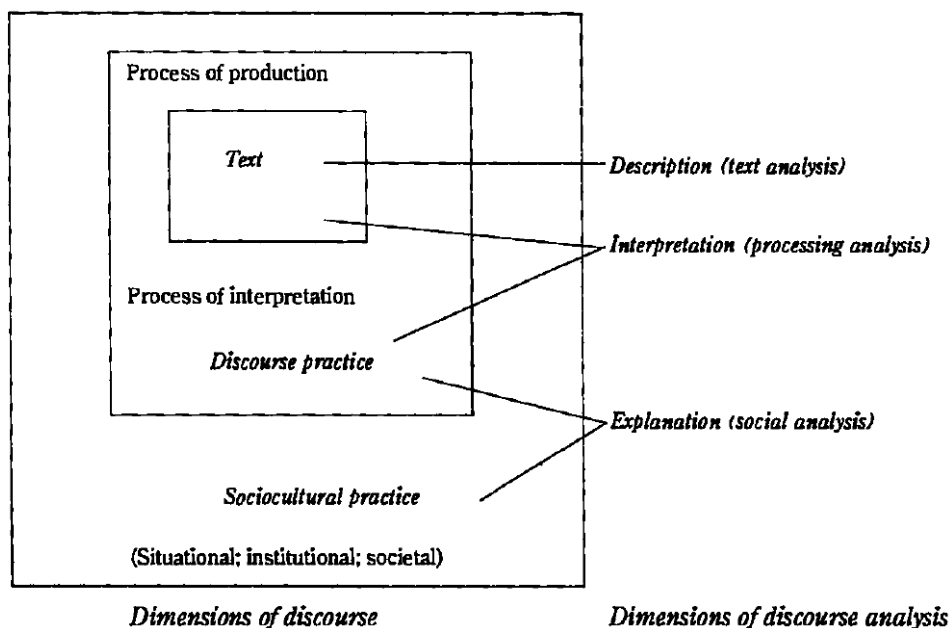 Process of production
Text
Description (text analysis)
Interpretation (processing analysis)
Process of interpretation
Discourse practice
Explanation (social analysis)
Sociocultural practice
(Situational; institutional; societal)
Dimensions of discourse
Dimensions of discourse analysis